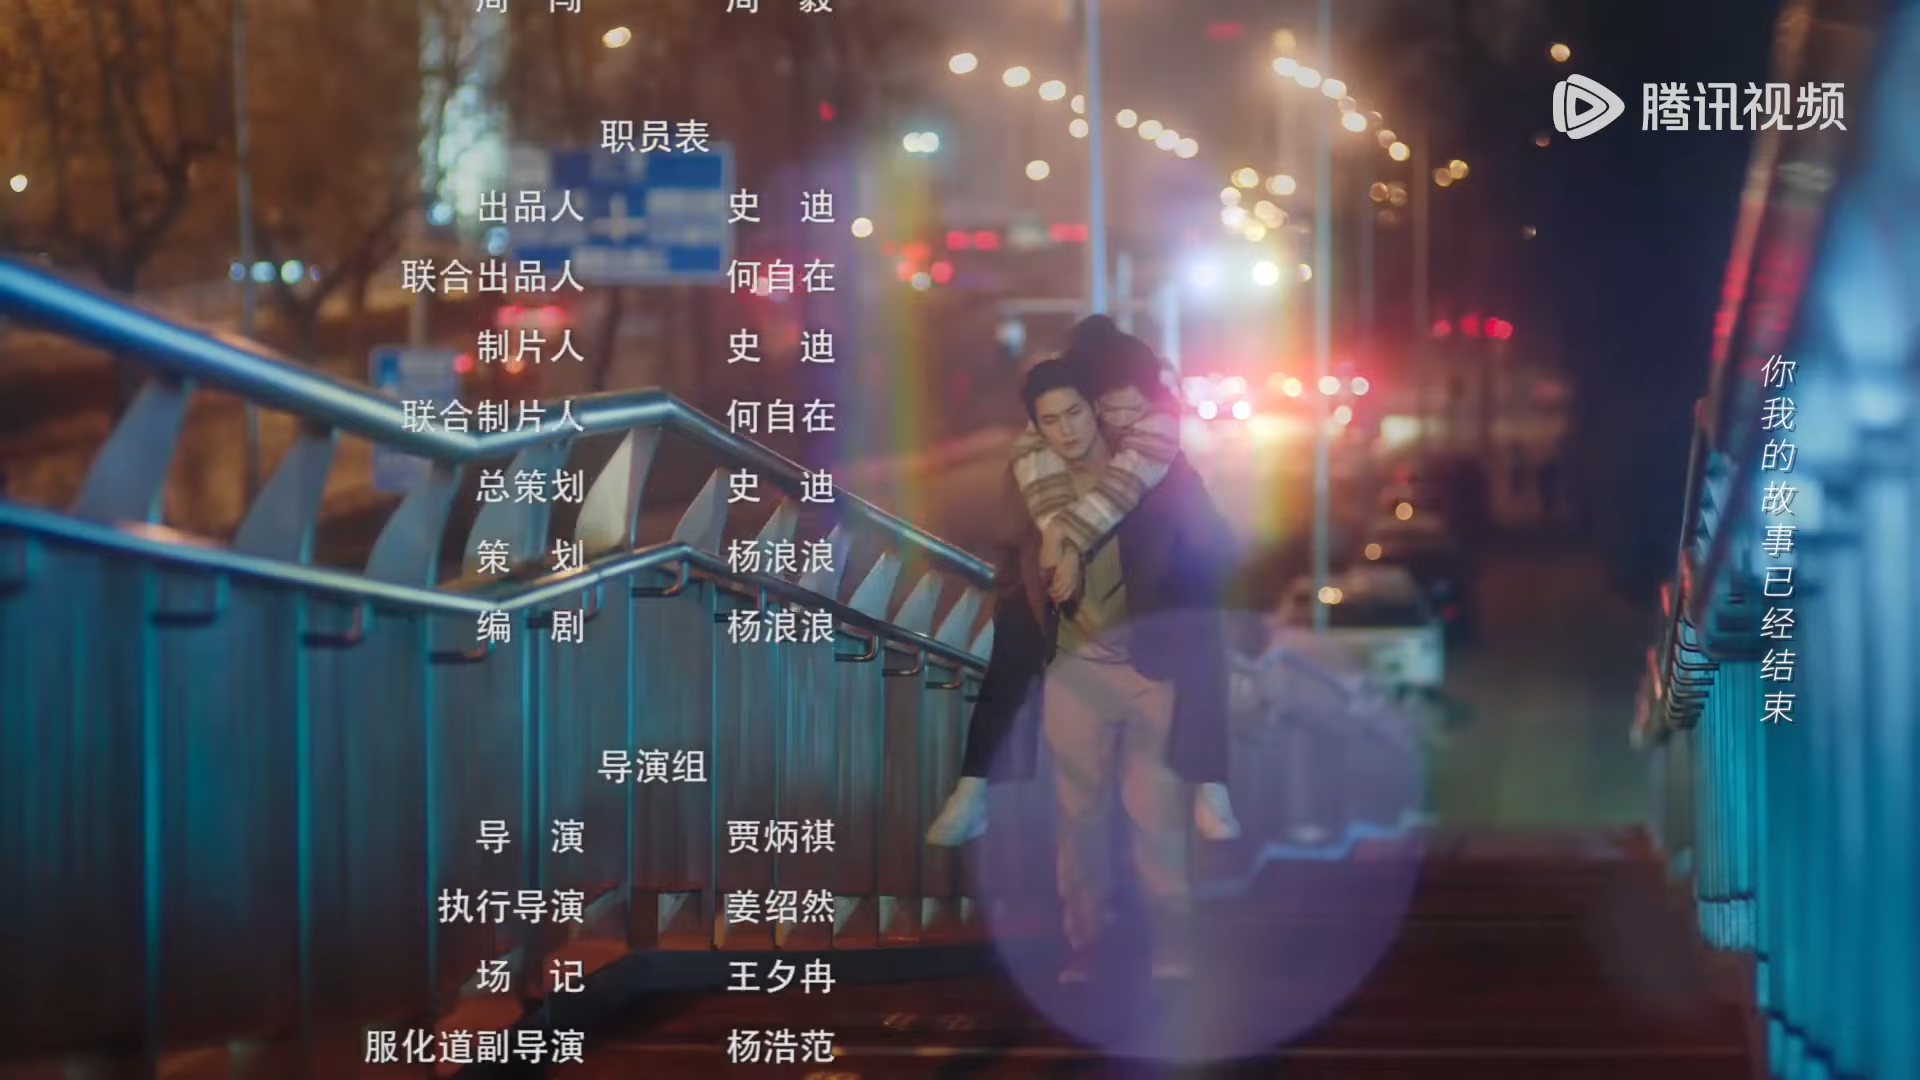 周 闯 周 毅
职员表
出品人 史 迪
联合出品人 何自在
制片人 史 迪
联合制片人 何自在
总策划 史 迪
策 划 杨浪浪
编 剧 杨浪浪
导演组
导 演 贾炳祺
执行导演 姜绍然
场 记 王夕冉
服化道副导演 杨浩范
腾讯视频
你我的故事已经结束